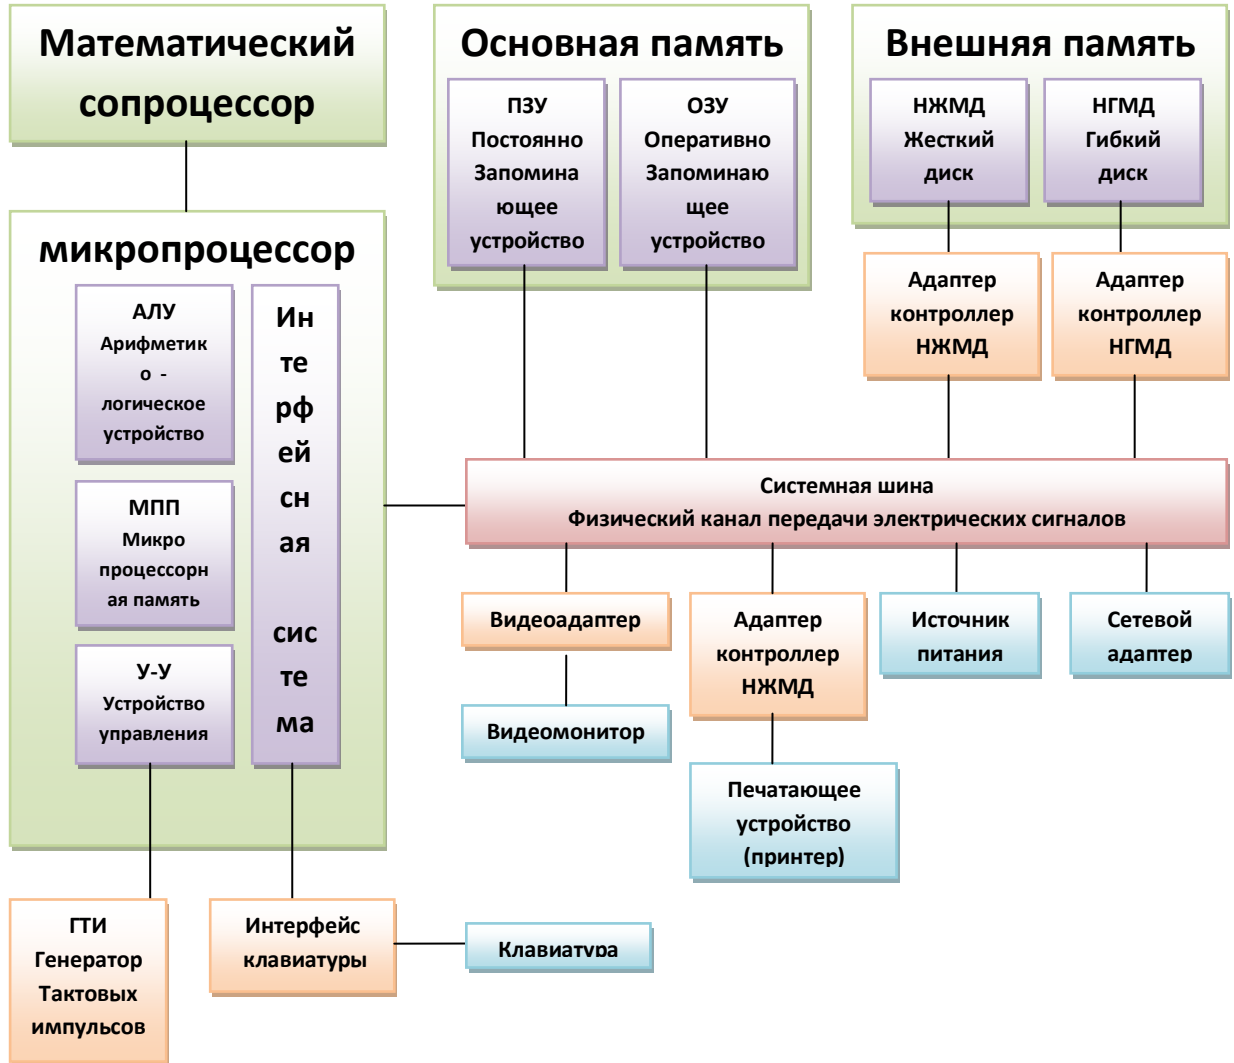 Математический
сопроцессор
Основная память
ПЗУ
Постоянно
Запомина
ющее
устройство
ОЗУ
Оперативно
Запоминаю
щее
устройство
Внешняя память
НЖМД
Жесткий
диск
НГМД
Гибкий
диск
микропроцессор
АЛУ
Арифметик
о -
логическое
устройство
МПП
Микро
процессорн
ая память
У-У
Устройство
управления
Ин
те
рф
ей
сн
ая
сис
те
ма
Адаптер
контроллер
НЖМД
Адаптер
контроллер
НГМД
Системная шина
Физический канал передачи электрических сигналов
Видеоадаптер
Адаптер
контроллер
НЖМД
Источник
питания
Сетевой
адаптер
Видеомонитор
Печатающее
устройство
(принтер)
ГТИ
Генератор
Тактовых
импульсов
Интерфейс
клавиатуры
Клавиатура